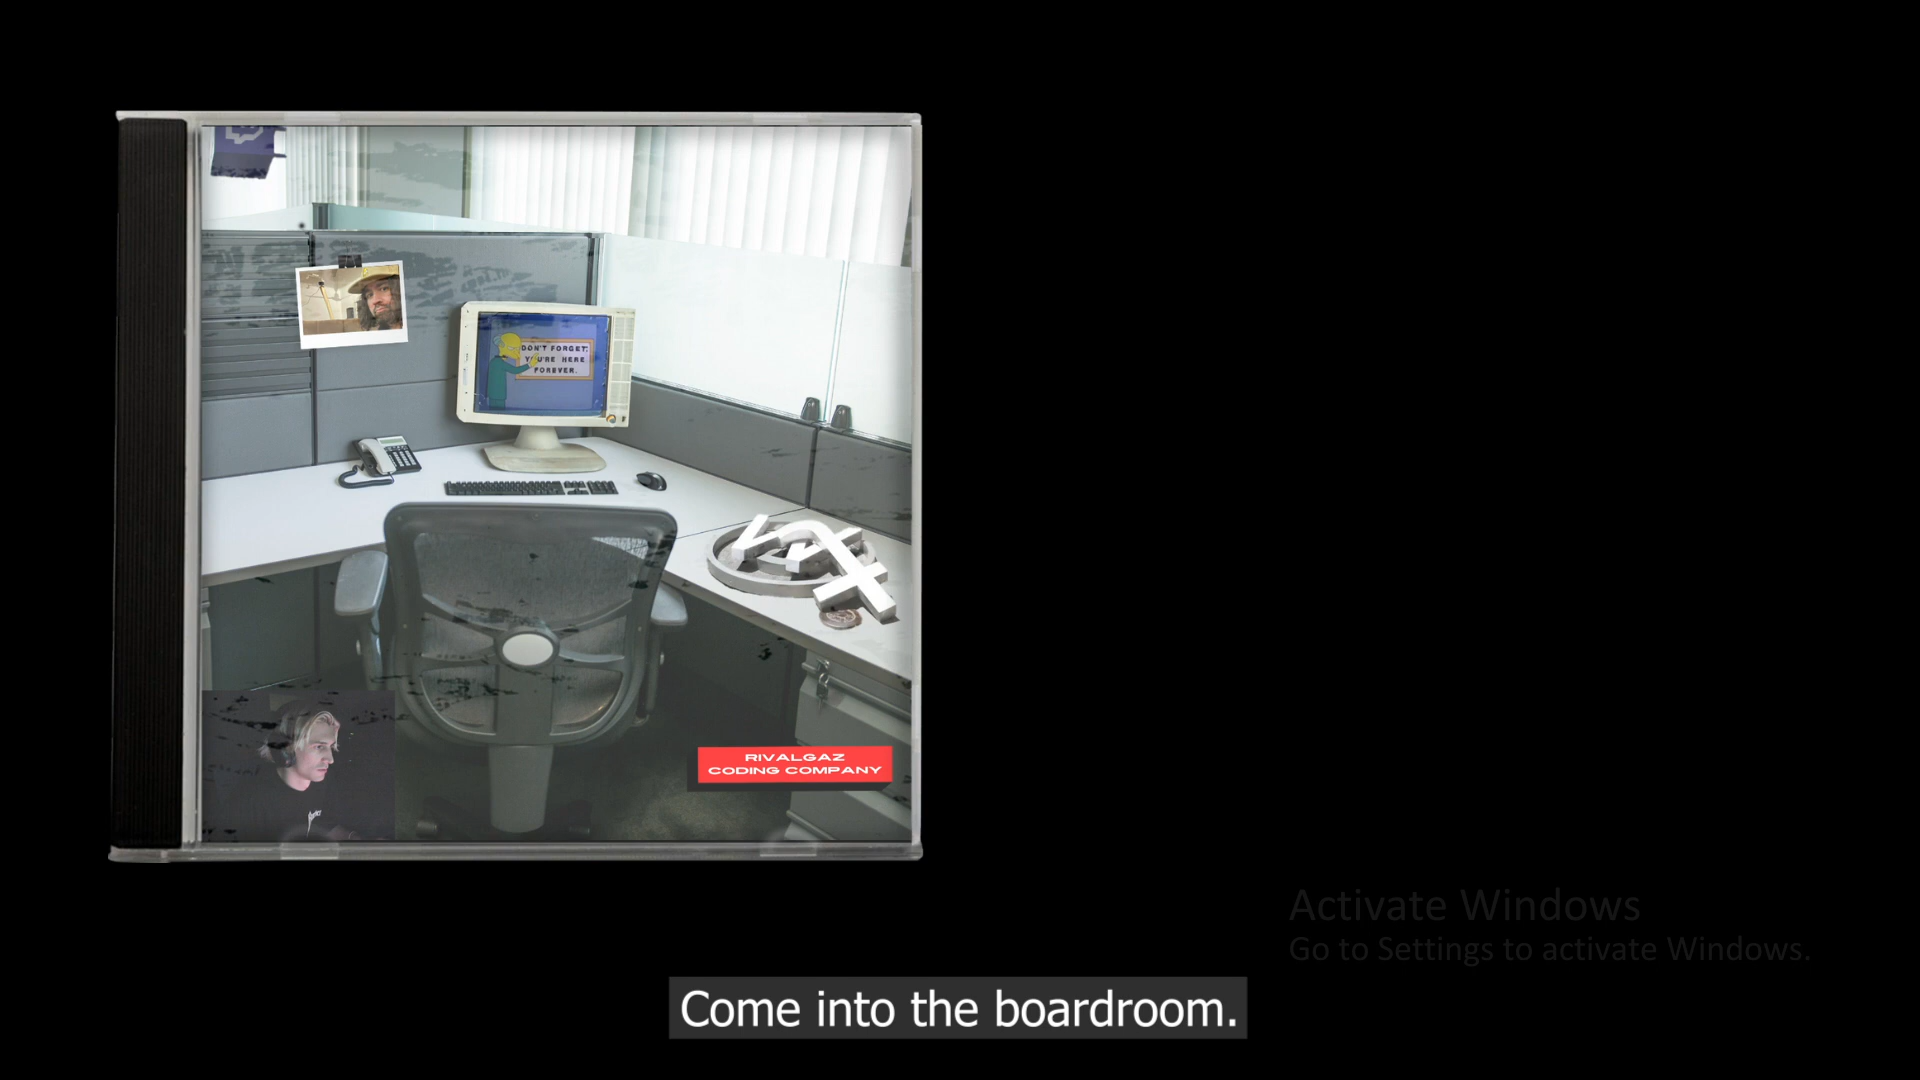 DON'T FORGET:
YOU'RE HERE
FOREVER.
RIVALGAZ
CODING COMPANY
Activate Windows
Go to Settings to activate Windows.
Come into the boardroom.